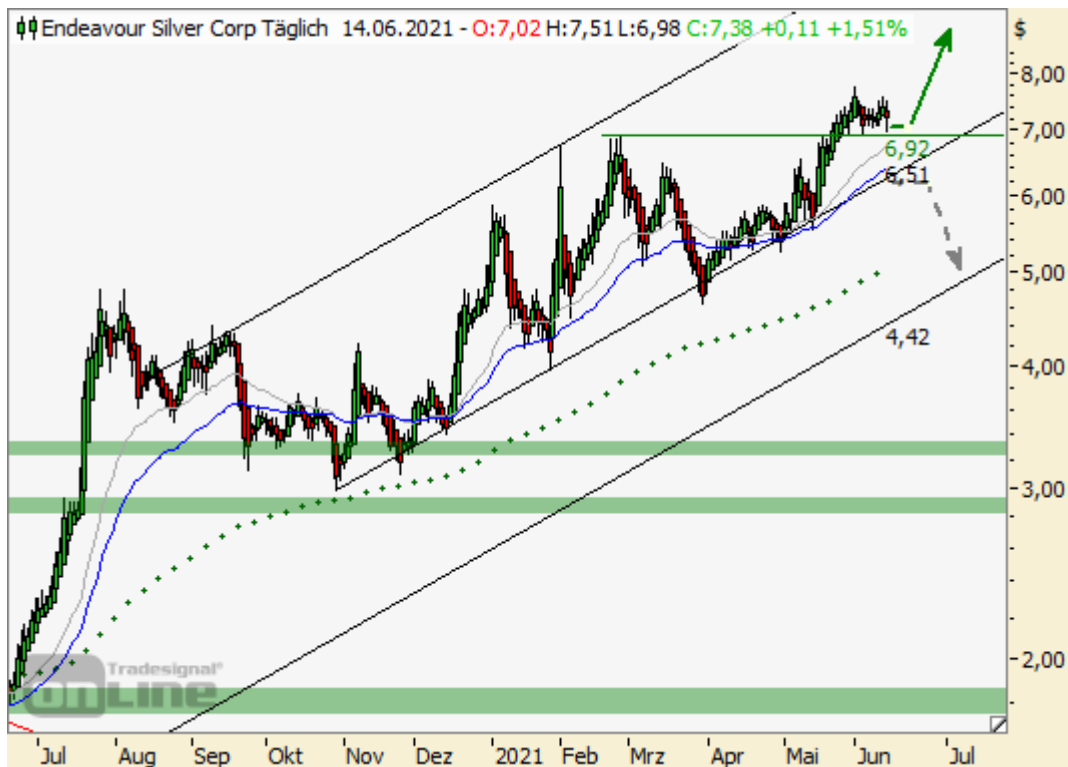 Endeavour Silver Corp Täglich 14.06.2021 - O:7,02 H:7,51 L:6,98 C:7,38 +0,11 +1,51%
$
8,00
7,00
6,92
6,51
6,00
5,00
4,42
4,00
3,00
2,00
Tradesignal®
onLine
Jul Aug Sep Okt Nov Dez 2021 Feb Mrz Apr Mai Jun Jul